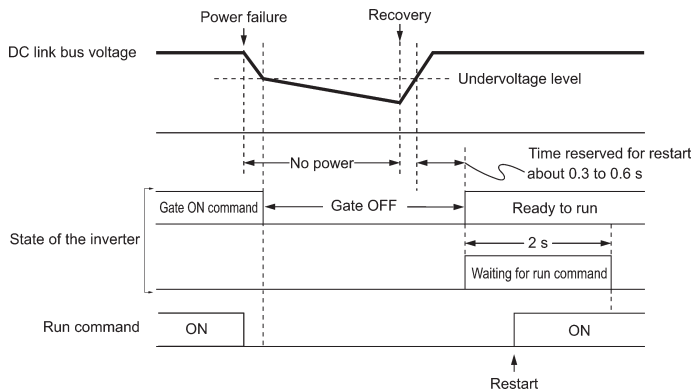 Power failure
Recovery
DC link bus voltage
Undervoltage level
No power
Time reserved for restart
about 0.3 to 0.6 s
Gate ON command
Gate OFF
Ready to run
State of the inverter
2 s
Waiting for run command
Run command
ON
ON
Restart